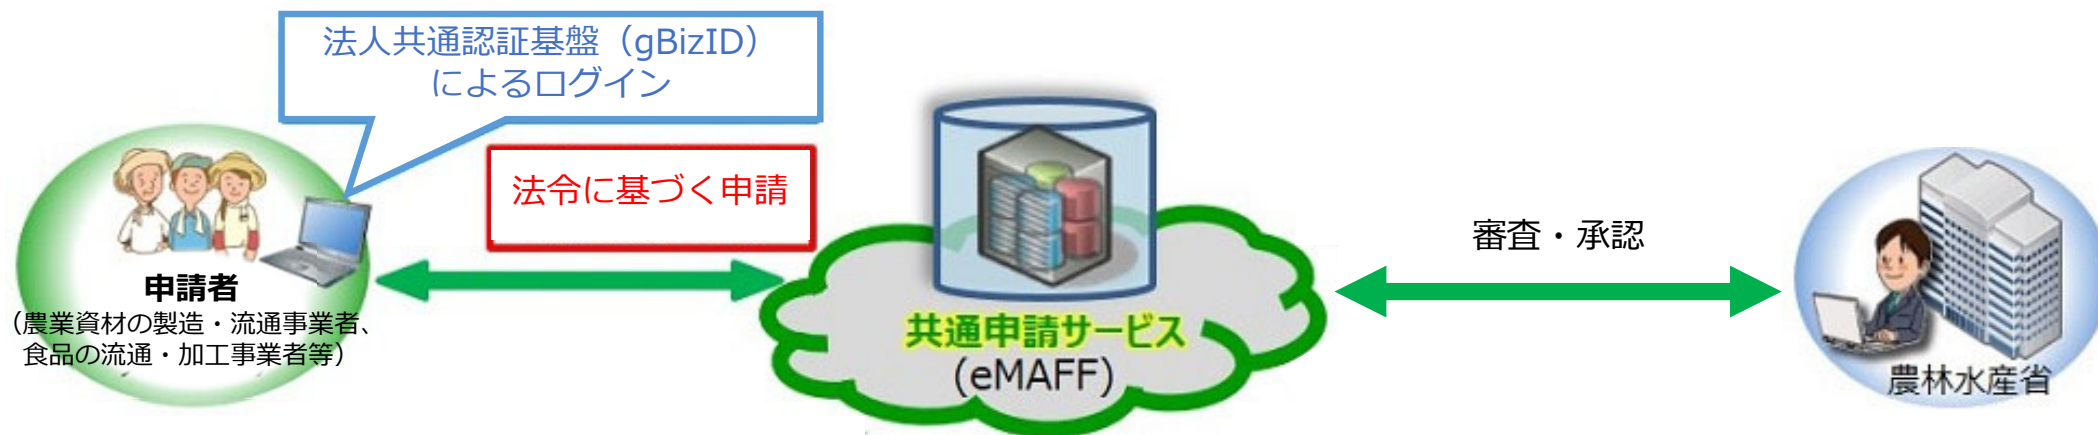 法人共通認証基盤（gBizID）
によるログイン
法令に基づく申請
申請者
（農業資材の製造・流通事業者、
食品の流通・加工事業者等）
共通申請サービス
(eMAFF)
審査・承認
農林水産省